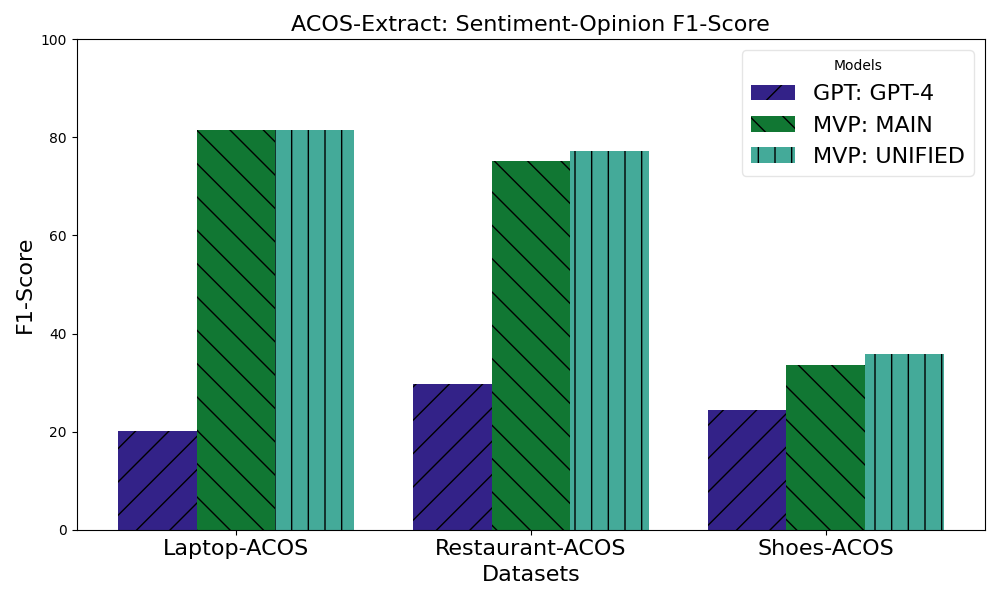 ACOS-Extract: Sentiment-Opinion F1-Score
100
80
60
40
20
0
F1-Score
Models
GPT: GPT-4
MVP: MAIN
MVP: UNIFIED
Laptop-ACOS
Restaurant-ACOS
Shoes-ACOS
Datasets